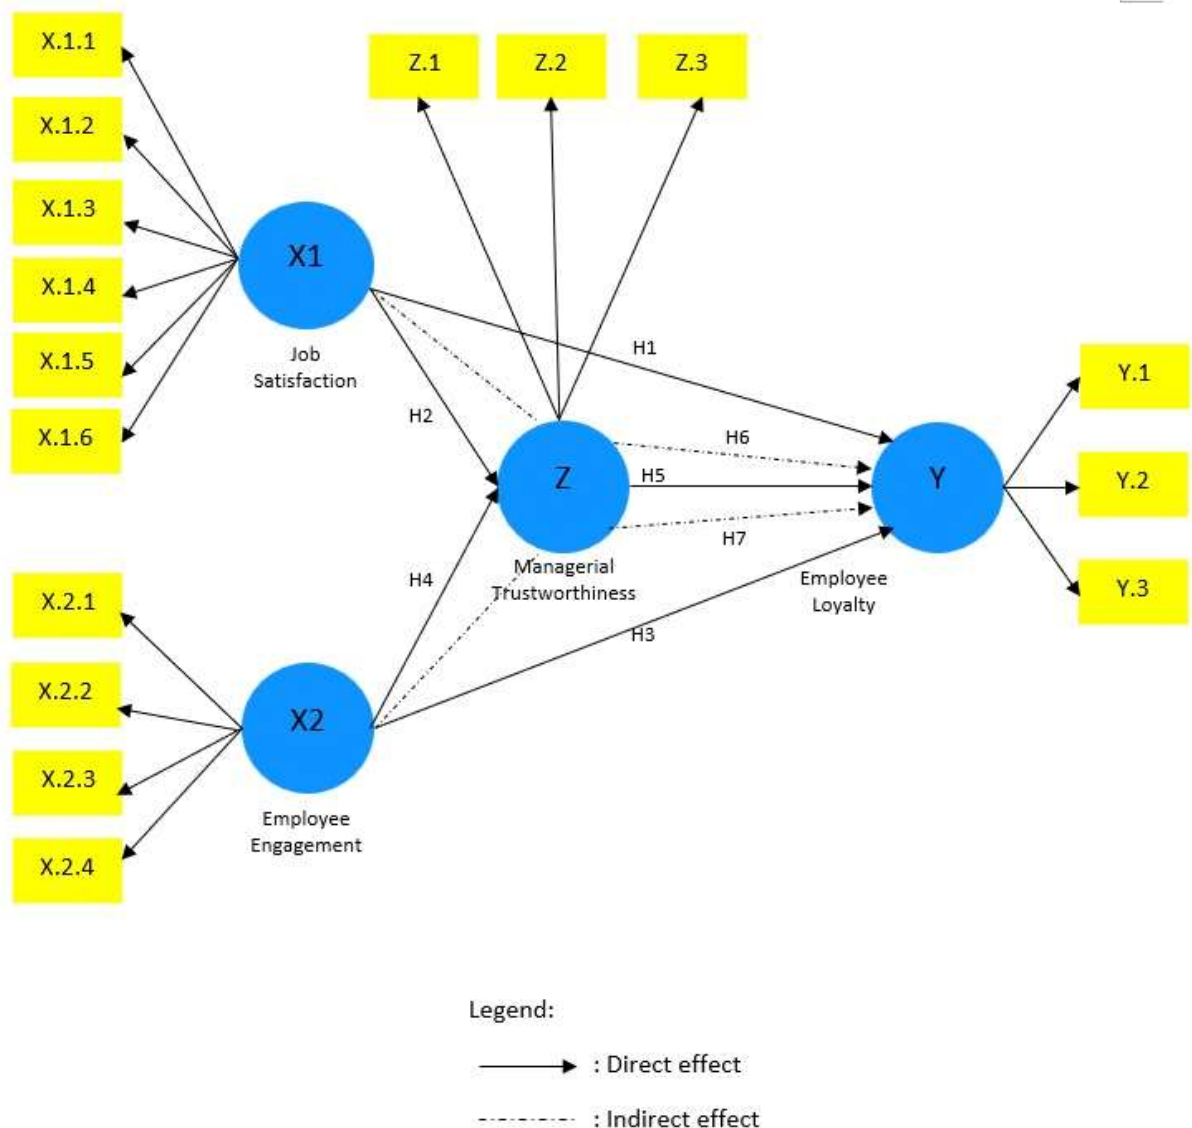 X.1.1
X.1.2
X.1.3
X.1.4
X.1.5
X.1.6
Z.1
Z.2
Z.3
X1
Job
Satisfaction
H1
H2
H6
H5
H7
Z
Managerial
Trustworthiness
Y
Employee
Loyalty
Y.1
Y.2
Y.3
H4
H3
X.2.1
X.2.2
X.2.3
X.2.4
X2
Employee
Engagement
Legend:
: Direct effect
: Indirect effect